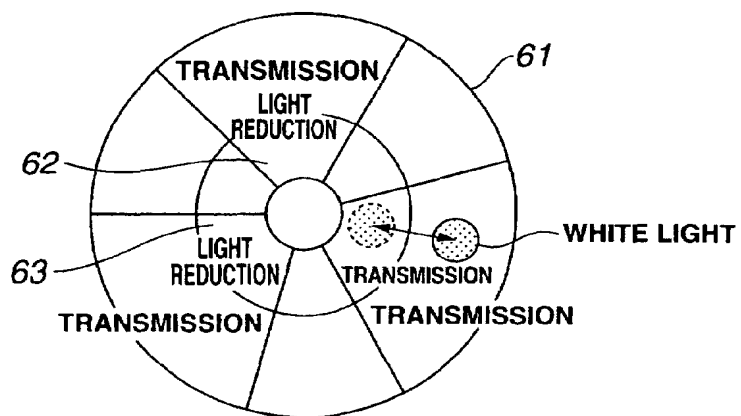 61
TRANSMISSION
LIGHT
REDUCTION
62
WHITE LIGHT
63
LIGHT
REDUCTION
TRANSMISSION
TRANSMISSION
TRANSMISSION